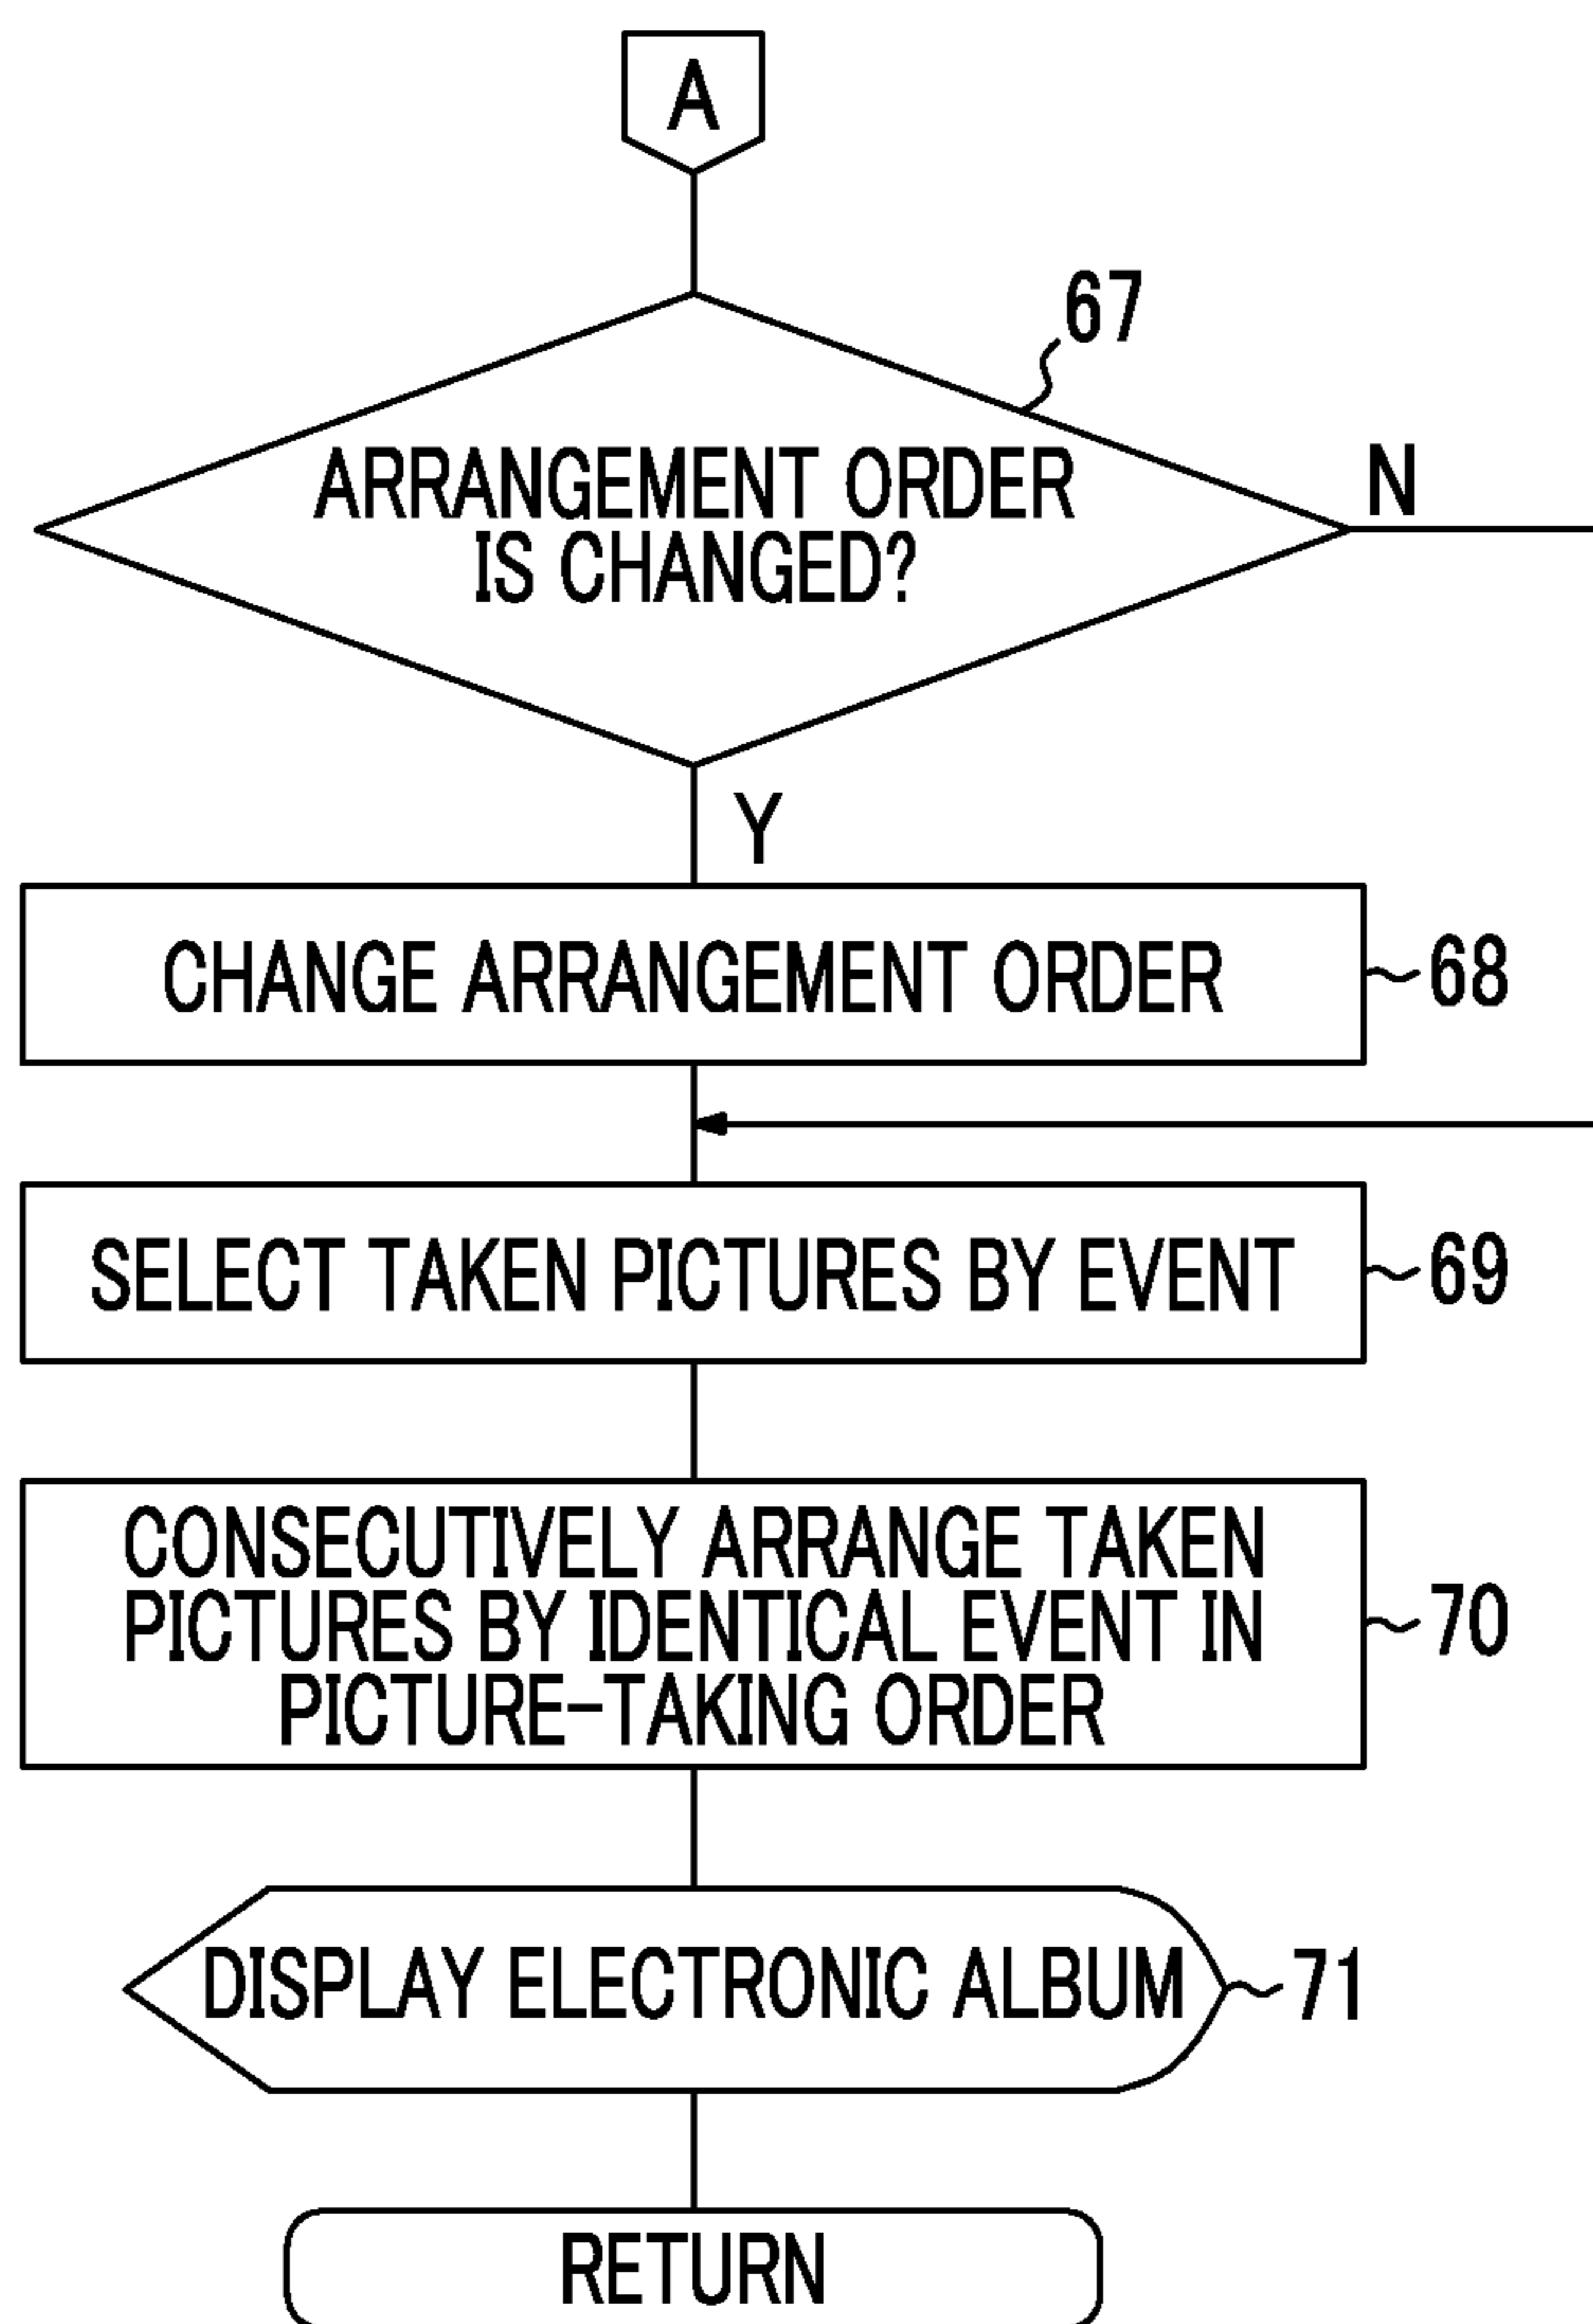 A
67
ARRANGEMENT ORDER
IS CHANGED?
N
Y
CHANGE ARRANGEMENT ORDER
68
SELECT TAKEN PICTURES BY EVENT
69
CONSECUTIVELY ARRANGE TAKEN
PICTURES BY IDENTICAL EVENT IN
PICTURE-TAKING ORDER
70
DISPLAY ELECTRONIC ALBUM
71
RETURN